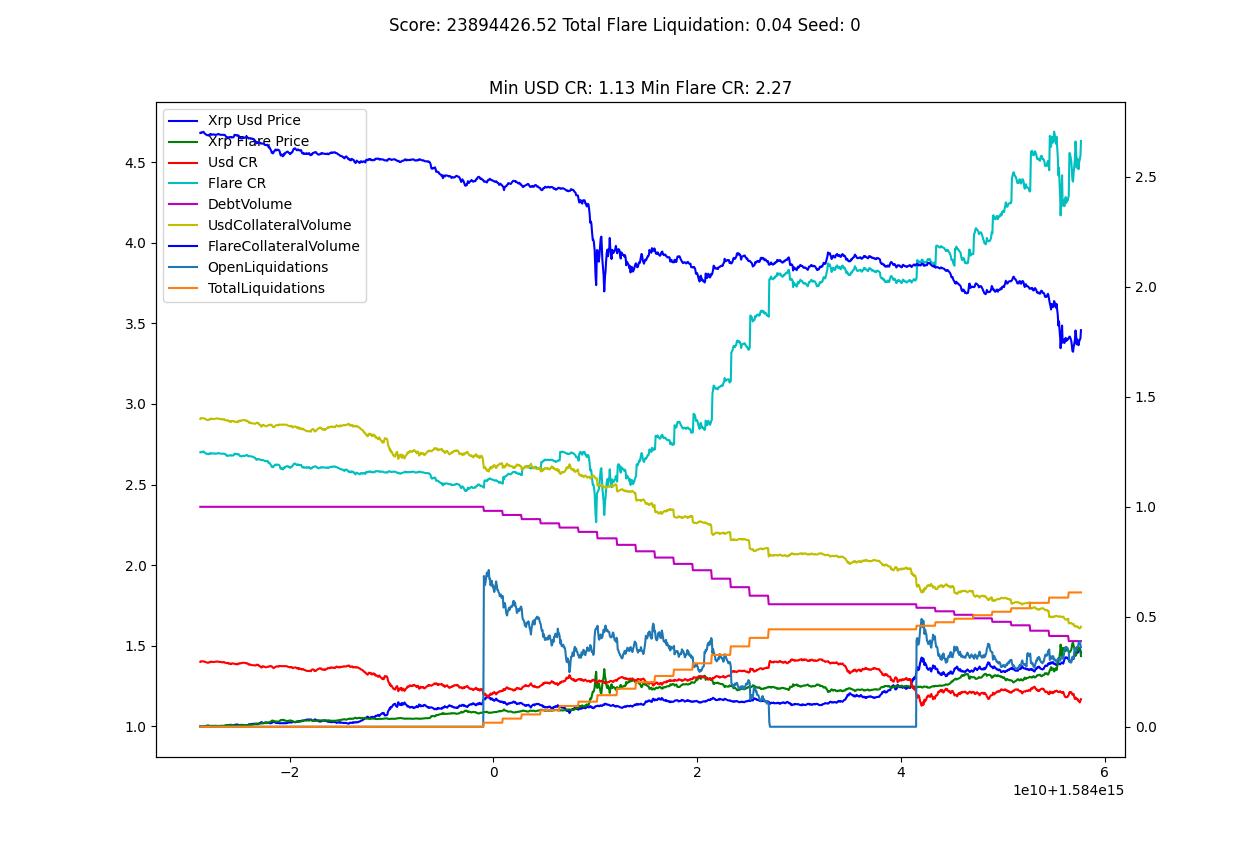 Score: 23894426.52 Total Flare Liquidation: 0.04 Seed: 0
Min USD CR: 1.13 Min Flare CR: 2.27
Xrp Usd Price
Xrp Flare Price
Usd CR
Flare CR
DebtVolume
UsdCollateralVolume
FlareCollateralVolume
OpenLiquidations
TotalLiquidations
4.5
4.0
3.5
3.0
2.5
2.0
1.5
1.0
2.5
2.0
1.5
1.0
0.5
0.0
−2 0 2 4 6
1e10+1.584e15